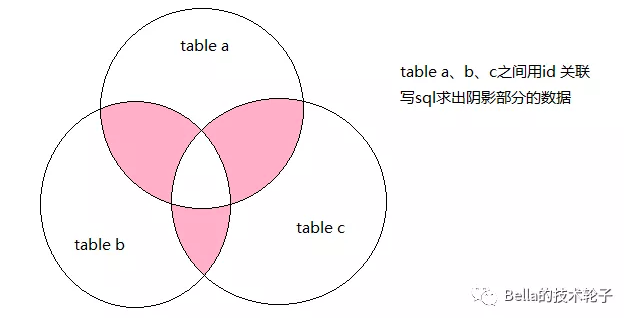 table a
table a、b、c之间用id 关联
写sql求出阴影部分的数据
table b
table c
Bella的技术轮子